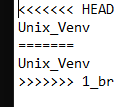 <<<<<<< HEAD
Unix_Venv
=======
Unix_Venv
>>>>>>> 1_br